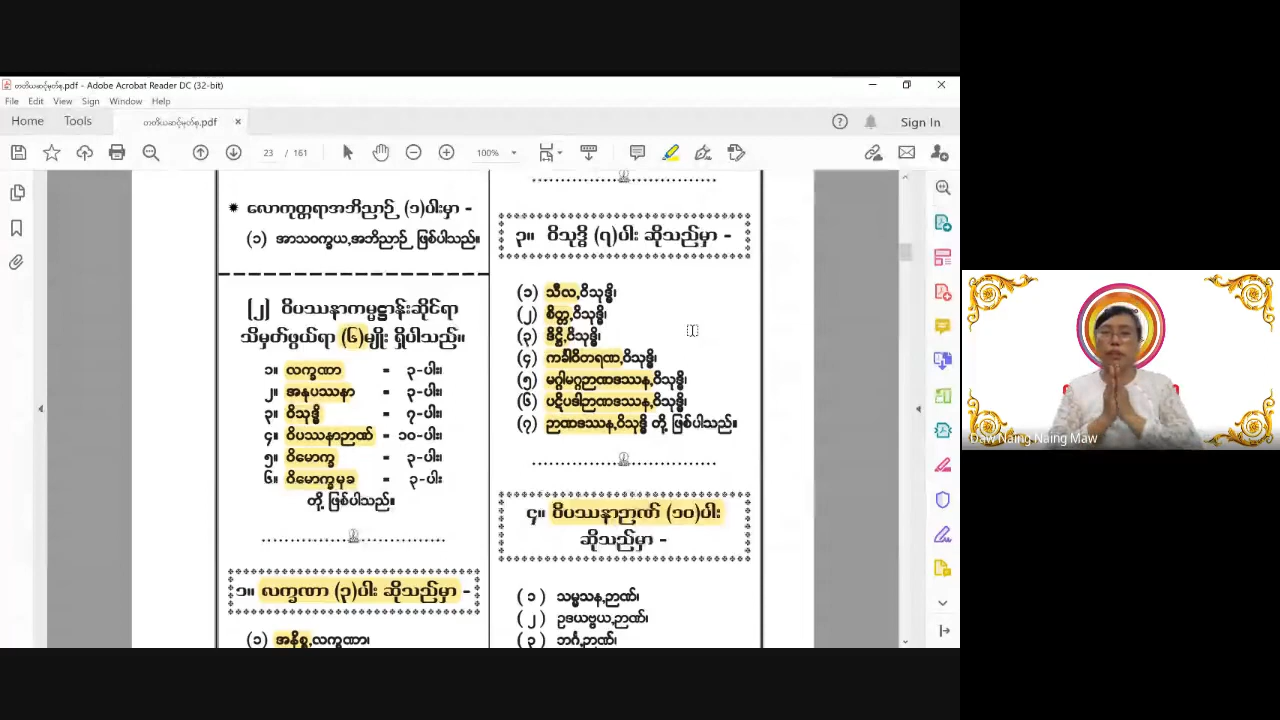 တတိယဆင့်မှတ်စု.pdf - Adobe Acrobat Reader DC (32-bit)
File Edit View Sign Window Help
Home Tools တတိယဆင့်မှတ်စု.pdf × Sign In
23 / 161 100%
✷ လောကုတ္တရာအဘိညာဉ် (၁)ပါးမှာ -
(၁) အာသဝက္ခယ,အဘိညာဉ် ဖြစ်ပါသည်။
[၂] ဝိပဿနာကမ္မဋ္ဌာန်းဆိုင်ရာ
သိမှတ်ဖွယ်ရာ (၆)မျိုး ရှိပါသည်။
၁။ လက္ခဏာ = ၃-ပါး၊
၂။ အနုပဿနာ = ၃-ပါး၊
၃။ ဝိသုဒ္ဓိ = ၇-ပါး၊
၄။ ဝိပဿနာဉာဏ် = ၁၀-ပါး၊
၅။ ဝိမောက္ခ = ၃-ပါး၊
၆။ ဝိမောက္ခမုခ = ၃-ပါး
တို့ ဖြစ်ပါသည်။
၁။ လက္ခဏာ (၃)ပါး ဆိုသည်မှာ -
(၁) အနိစ္စ,လက္ခဏာ၊
၃။ ဝိသုဒ္ဓိ (၇)ပါး ဆိုသည်မှာ -
(၁) သီလ,ဝိသုဒ္ဓိ၊
(၂) စိတ္တ,ဝိသုဒ္ဓိ၊
(၃) ဒိဋ္ဌိ,ဝိသုဒ္ဓိ၊
(၄) ကင်္ခါဝိတရဏ,ဝိသုဒ္ဓိ၊
(၅) မဂ္ဂါမဂ္ဂဉာဏဒဿန,ဝိသုဒ္ဓိ၊
(၆) ပဋိပဒါဉာဏဒဿန,ဝိသုဒ္ဓိ၊
(၇) ဉာဏဒဿန,ဝိသုဒ္ဓိ တို့ ဖြစ်ပါသည်။
၄။ ဝိပဿနာဉာဏ် (၁၀)ပါး
ဆိုသည်မှာ -
( ၁ ) သမ္မသန,ဉာဏ်၊
( ၂ ) ဥဒယဗ္ဗယ,ဉာဏ်၊
( ၃ ) ဘင်္ဂ,ဉာဏ်၊
Daw Naing Naing Maw